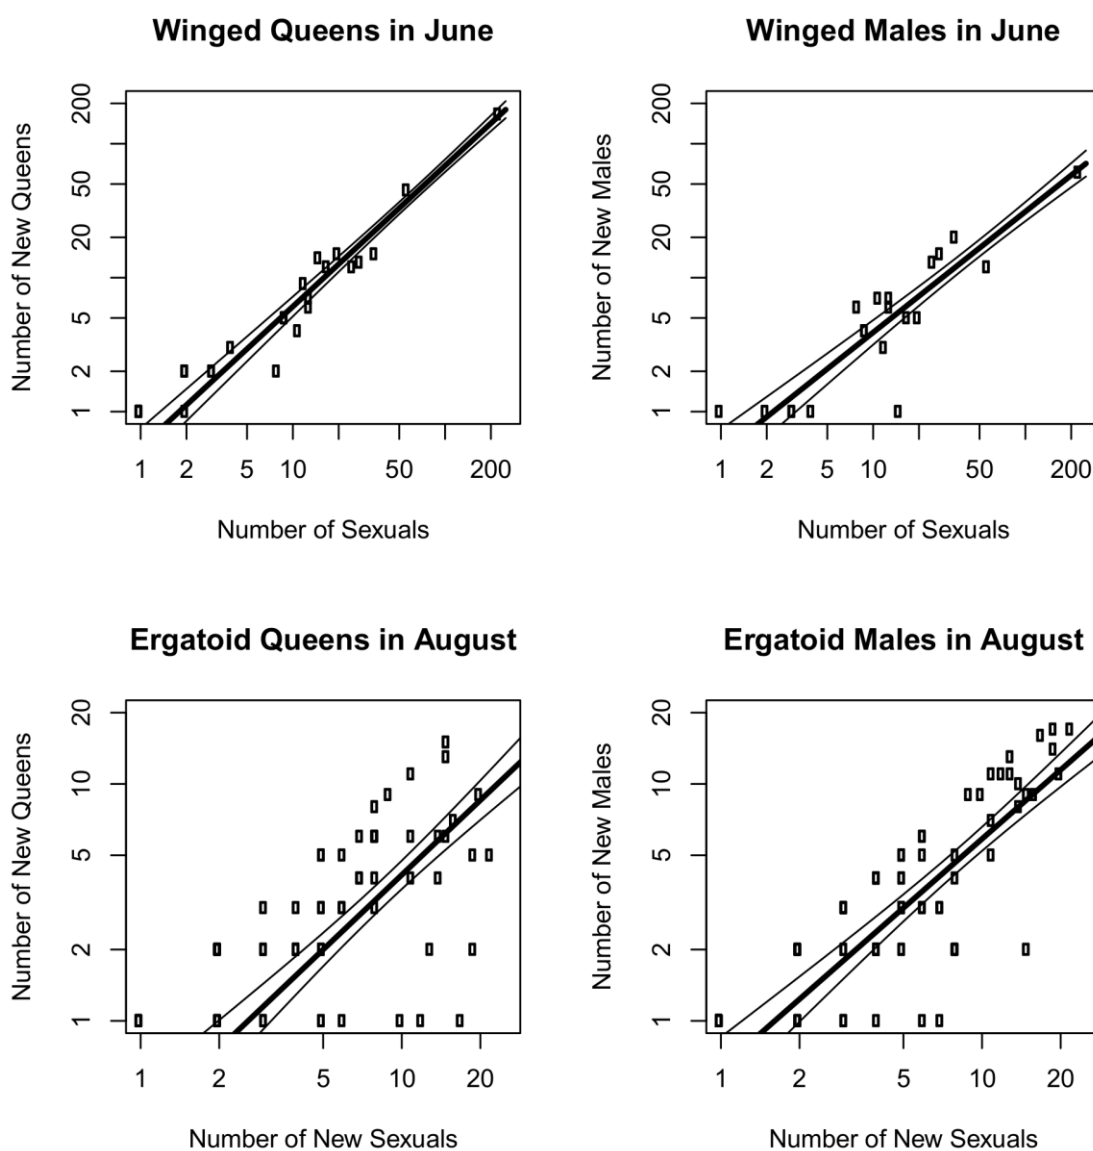 Winged Queens in June
Number of New Queens
200
50
20
5
2
1
1 2 5 10 50 200
Number of Sexuals
Winged Males in June
Number of New Males
200
50
20
5
2
1
1 2 5 10 50 200
Number of Sexuals
Ergatoid Queens in August
Number of New Queens
20
10
5
2
1
1 2 5 10 20
Number of New Sexuals
Ergatoid Males in August
Number of New Males
20
10
5
2
1
1 2 5 10 20
Number of New Sexuals